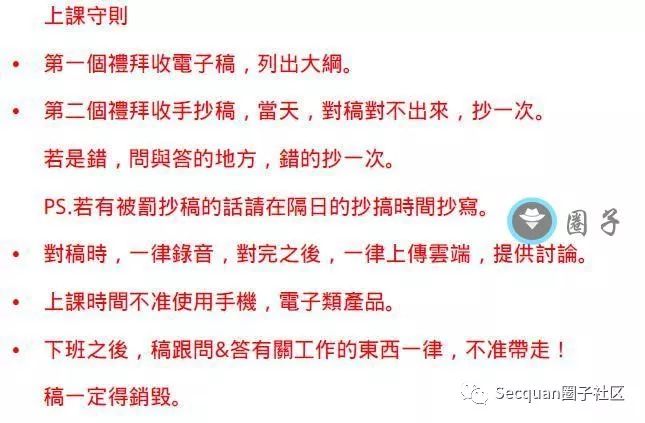 上課守則
• 第一個禮拜收電子稿，列出大綱。
• 第二個禮拜收手抄稿，當天，對稿對不出來，抄一次。
若是錯，問與答的地方，錯的抄一次。
PS.若有被罰抄稿的話請在隔日的抄搞時間抄寫。
圈子
• 對稿時，一律錄音，對完之後，一律上傳雲端，提供討論。
• 上課時間不准使用手機，電子類產品。
• 下班之後，稿跟問&答有關工作的東西一律，不准帶走！
稿一定得銷毀。
Secquan圈子社区